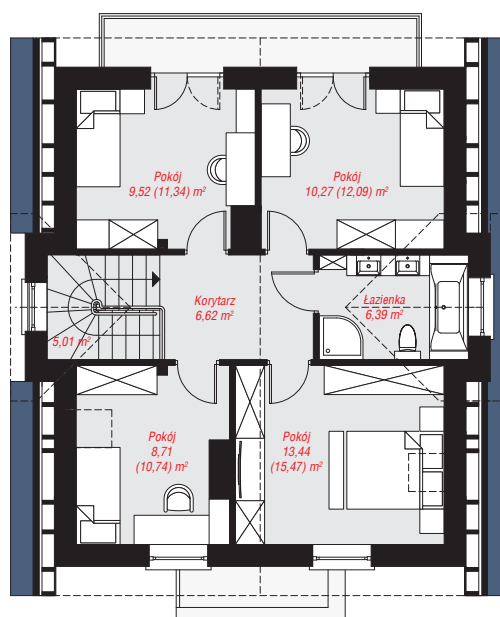 Pokój
9,52 (11,34) m²
Pokój
10,27 (12,09) m²
Korytarz
6,62 m²
Łazienka
6,39 m²
5,01 m²
Pokój
8,71
(10,74) m²
Pokój
13,44
(15,47) m²